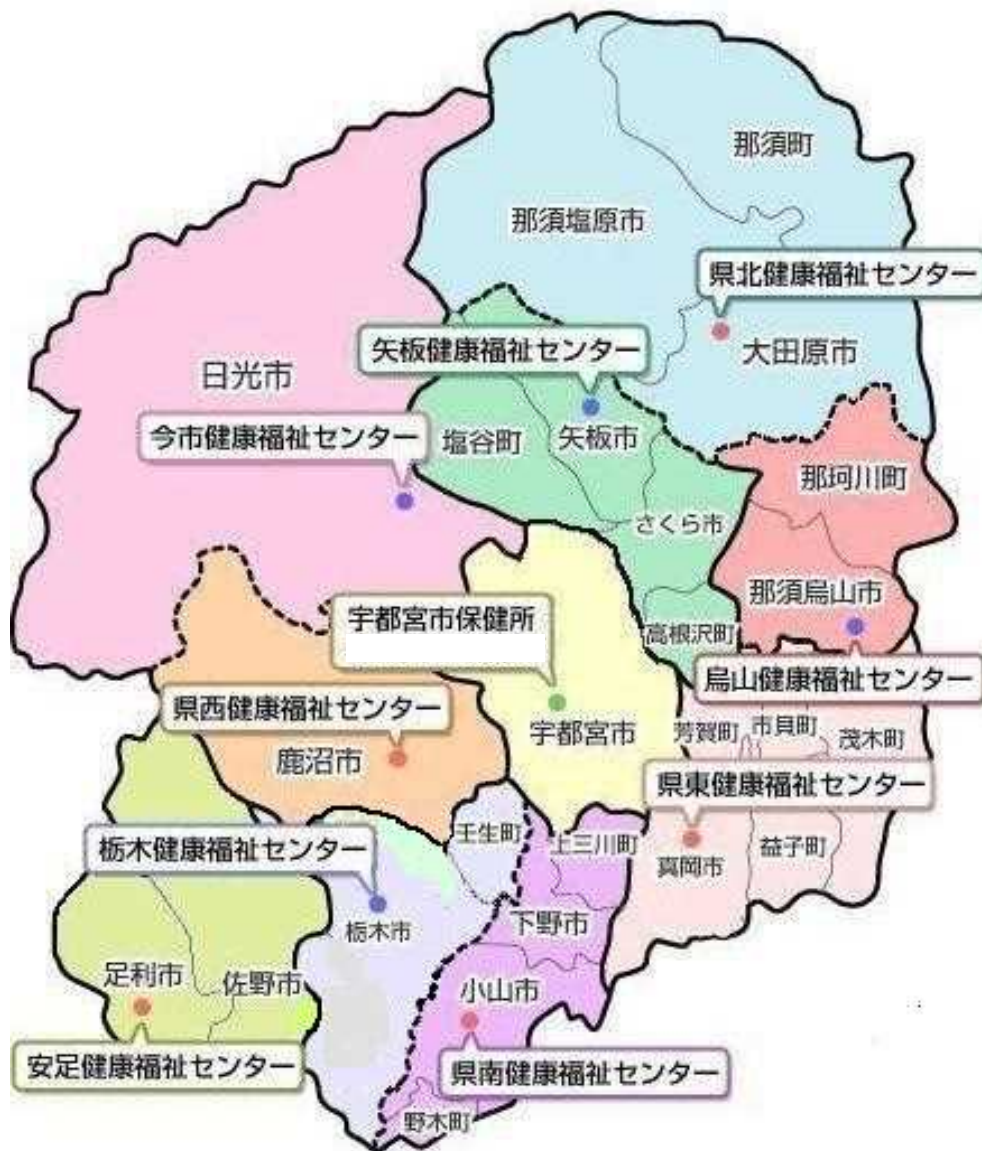 那須町
那須塩原市
県北健康福祉センター
矢板健康福祉センター
大田原市
日光市
今市健康福祉センター
塩谷町
矢板市
那珂川町
さくら市
那須烏山市
宇都宮市保健所
高根沢町
烏山健康福祉センター
県西健康福祉センター
宇都宮市
芳賀町
市貝町
茂木町
鹿沼市
県東健康福祉センター
栃木健康福祉センター
壬生町
上三川町
真岡市
益子町
栃木市
下野市
足利市
佐野市
小山市
安足健康福祉センター
県南健康福祉センター
野木町